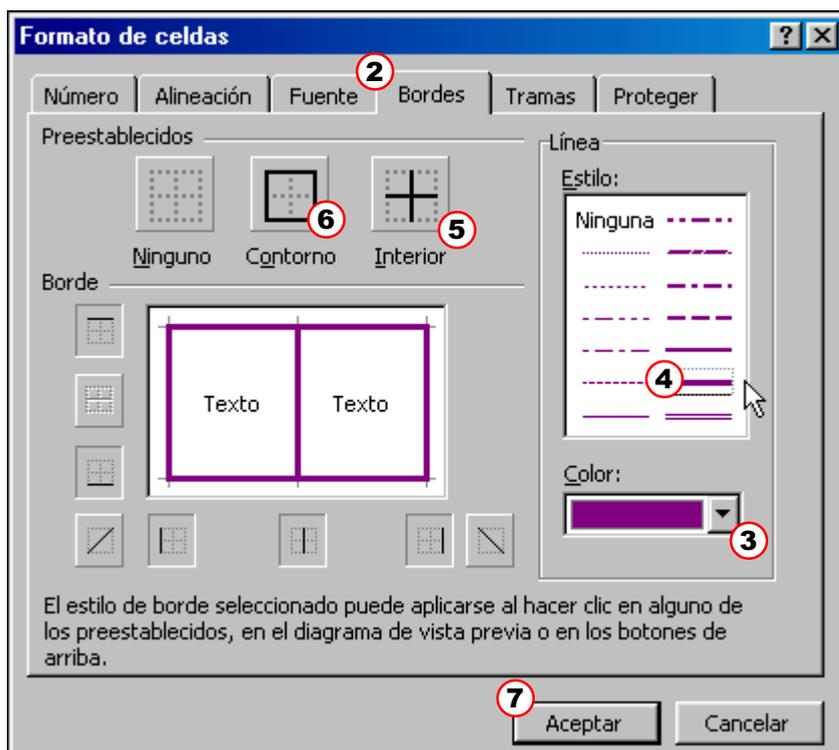 Formato de celdas
2
Número Alineación Fuente Bordes Tramas Proteger
Preestablecidos
6
5
Ninguno Contorno Interior
Borde
Texto Texto
Línea
Estilo:
Ninguna
4
Color:
3
El estilo de borde seleccionado puede aplicarse al hacer clic en alguno de
los preestablecidos, en el diagrama de vista previa o en los botones de
arriba.
7
Aceptar Cancelar